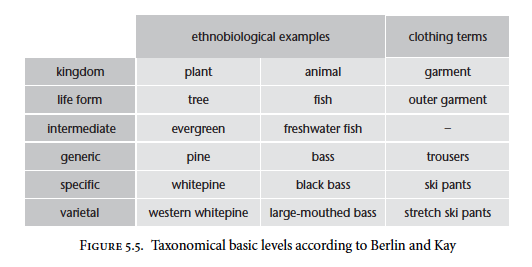 ethnobiological examples clothing terms
kingdom plant animal garment
life form tree fish outer garment
intermediate evergreen freshwater fish –
generic pine bass trousers
specific whitepine black bass ski pants
varietal western whitepine large-mouthed bass stretch ski pants
Figure 5.5. Taxonomical basic levels according to Berlin and Kay